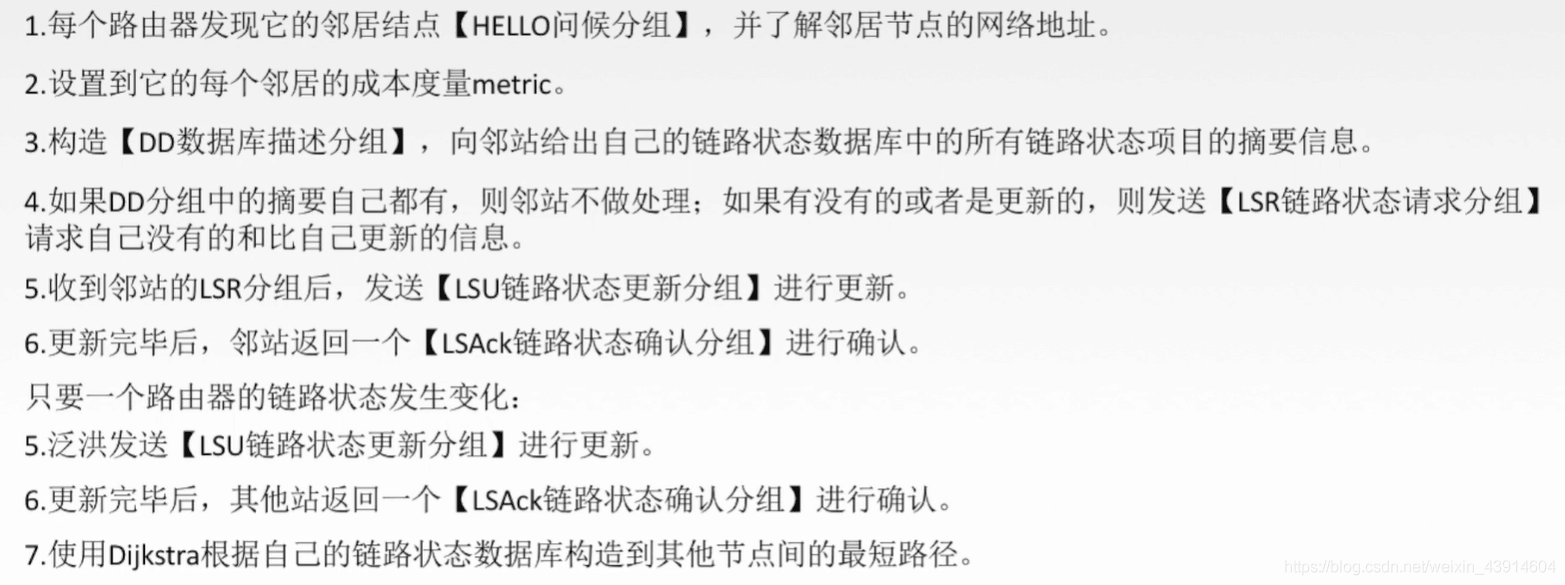 1.每个路由器发现它的邻居结点【HELLO问候分组】，并了解邻居节点的网络地址。
2.设置到它的每个邻居的成本度量metric。
3.构造【DD数据库描述分组】，向邻站给出自己的链路状态数据库中的所有链路状态项目的摘要信息。
4.如果DD分组中的摘要自己都有，则邻站不做处理；如果有没有的或者是更新的，则发送【LSR链路状态请求分组】
请求自己没有的和比自己更新的信息。
5.收到邻站的LSR分组后，发送【LSU链路状态更新分组】进行更新。
6.更新完毕后，邻站返回一个【LSAck链路状态确认分组】进行确认。
只要一个路由器的链路状态发生变化：
5.泛洪发送【LSU链路状态更新分组】进行更新。
6.更新完毕后，其他站返回一个【LSAck链路状态确认分组】进行确认。
7.使用Dijkstra根据自己的链路状态数据库构造到其他节点间的最短路径。
https://blog.csdn.net/weixin_43914604